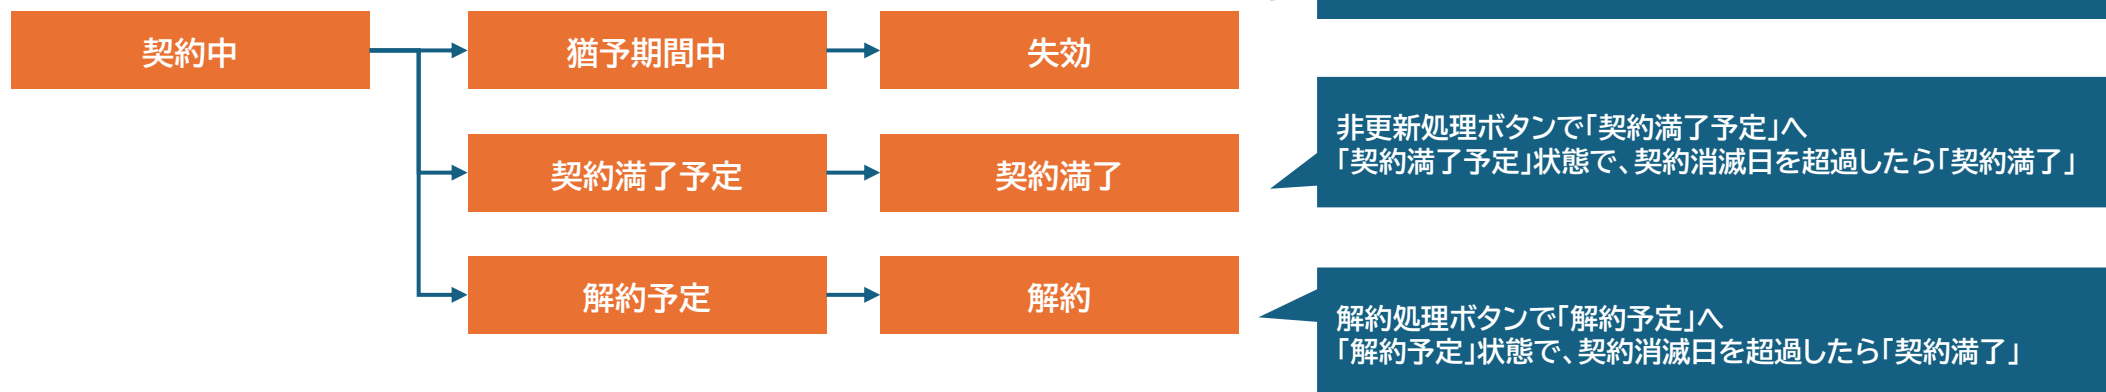 契約中
猶予期間中
失効
契約満了予定
契約満了
非更新処理ボタンで「契約満了予定」へ
「契約満了予定」状態で、契約消滅日を超過したら「契約満了」
解約予定
解約
解約処理ボタンで「解約予定」へ
「解約予定」状態で、契約消滅日を超過したら「契約満了」